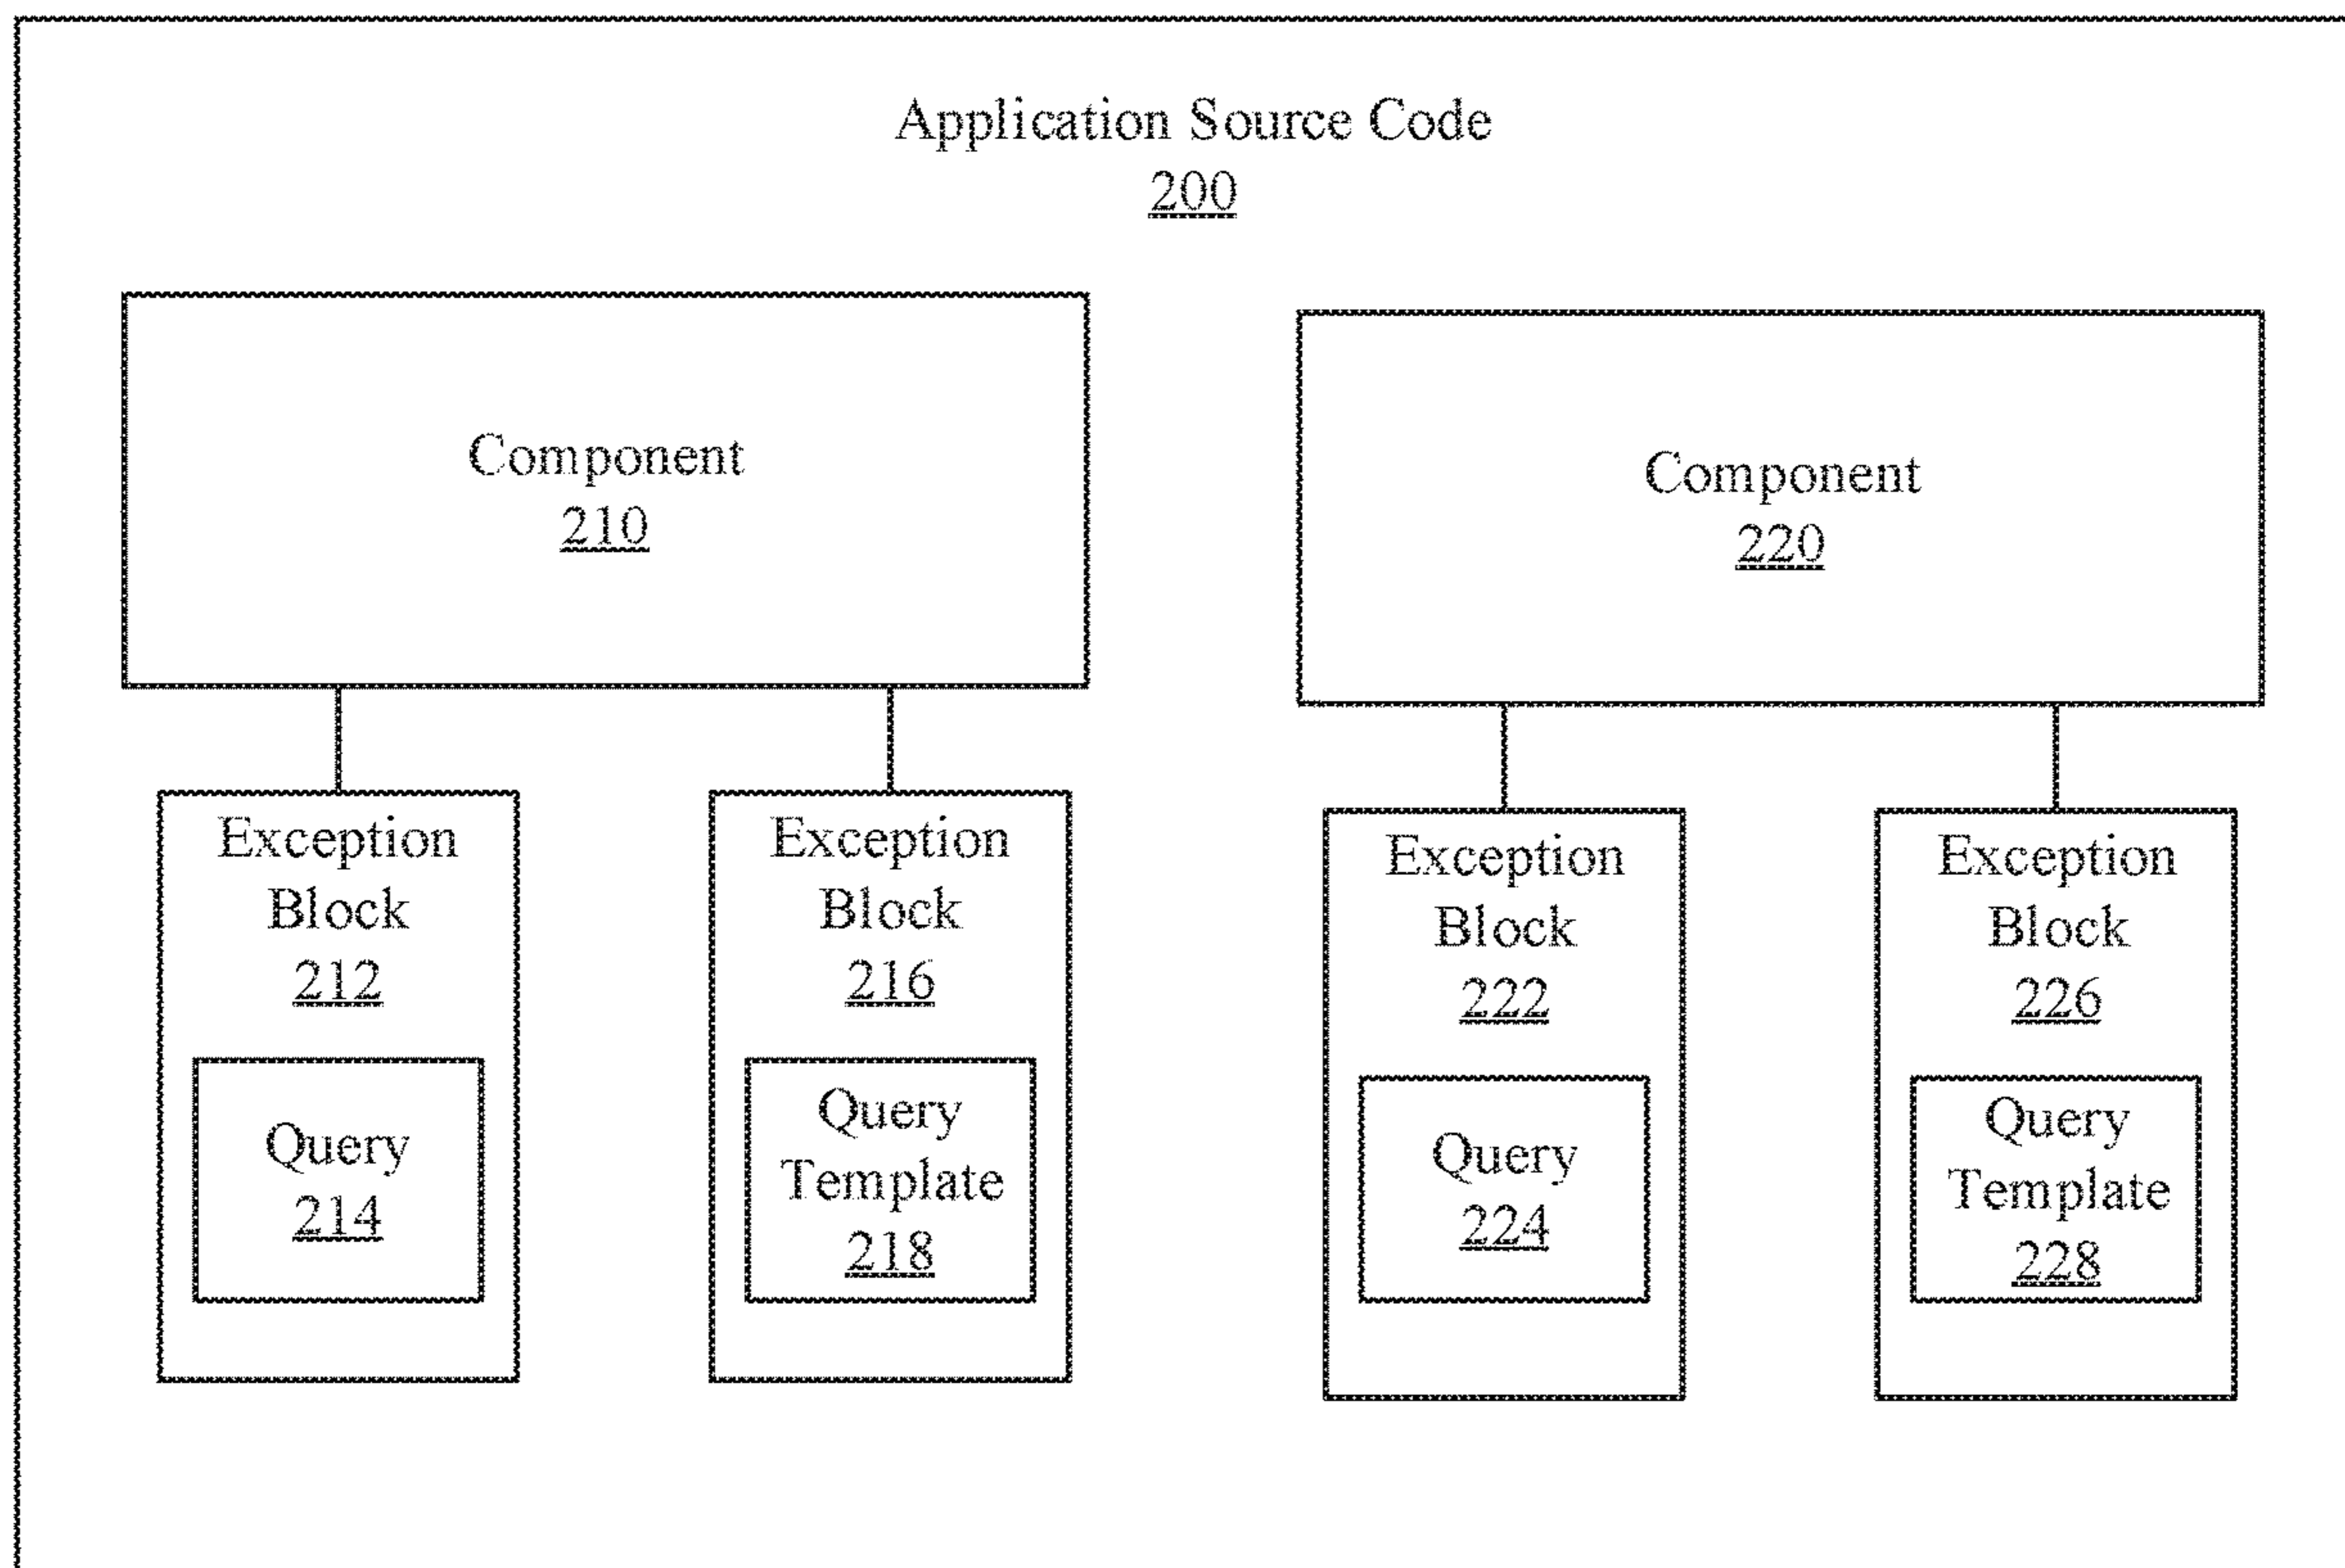 Application Source Code
200
Component
210
Component
220
Exception
Block
212
Query
214
Exception
Block
216
Query
Template
218
Exception
Block
222
Query
224
Exception
Block
226
Query
Template
228